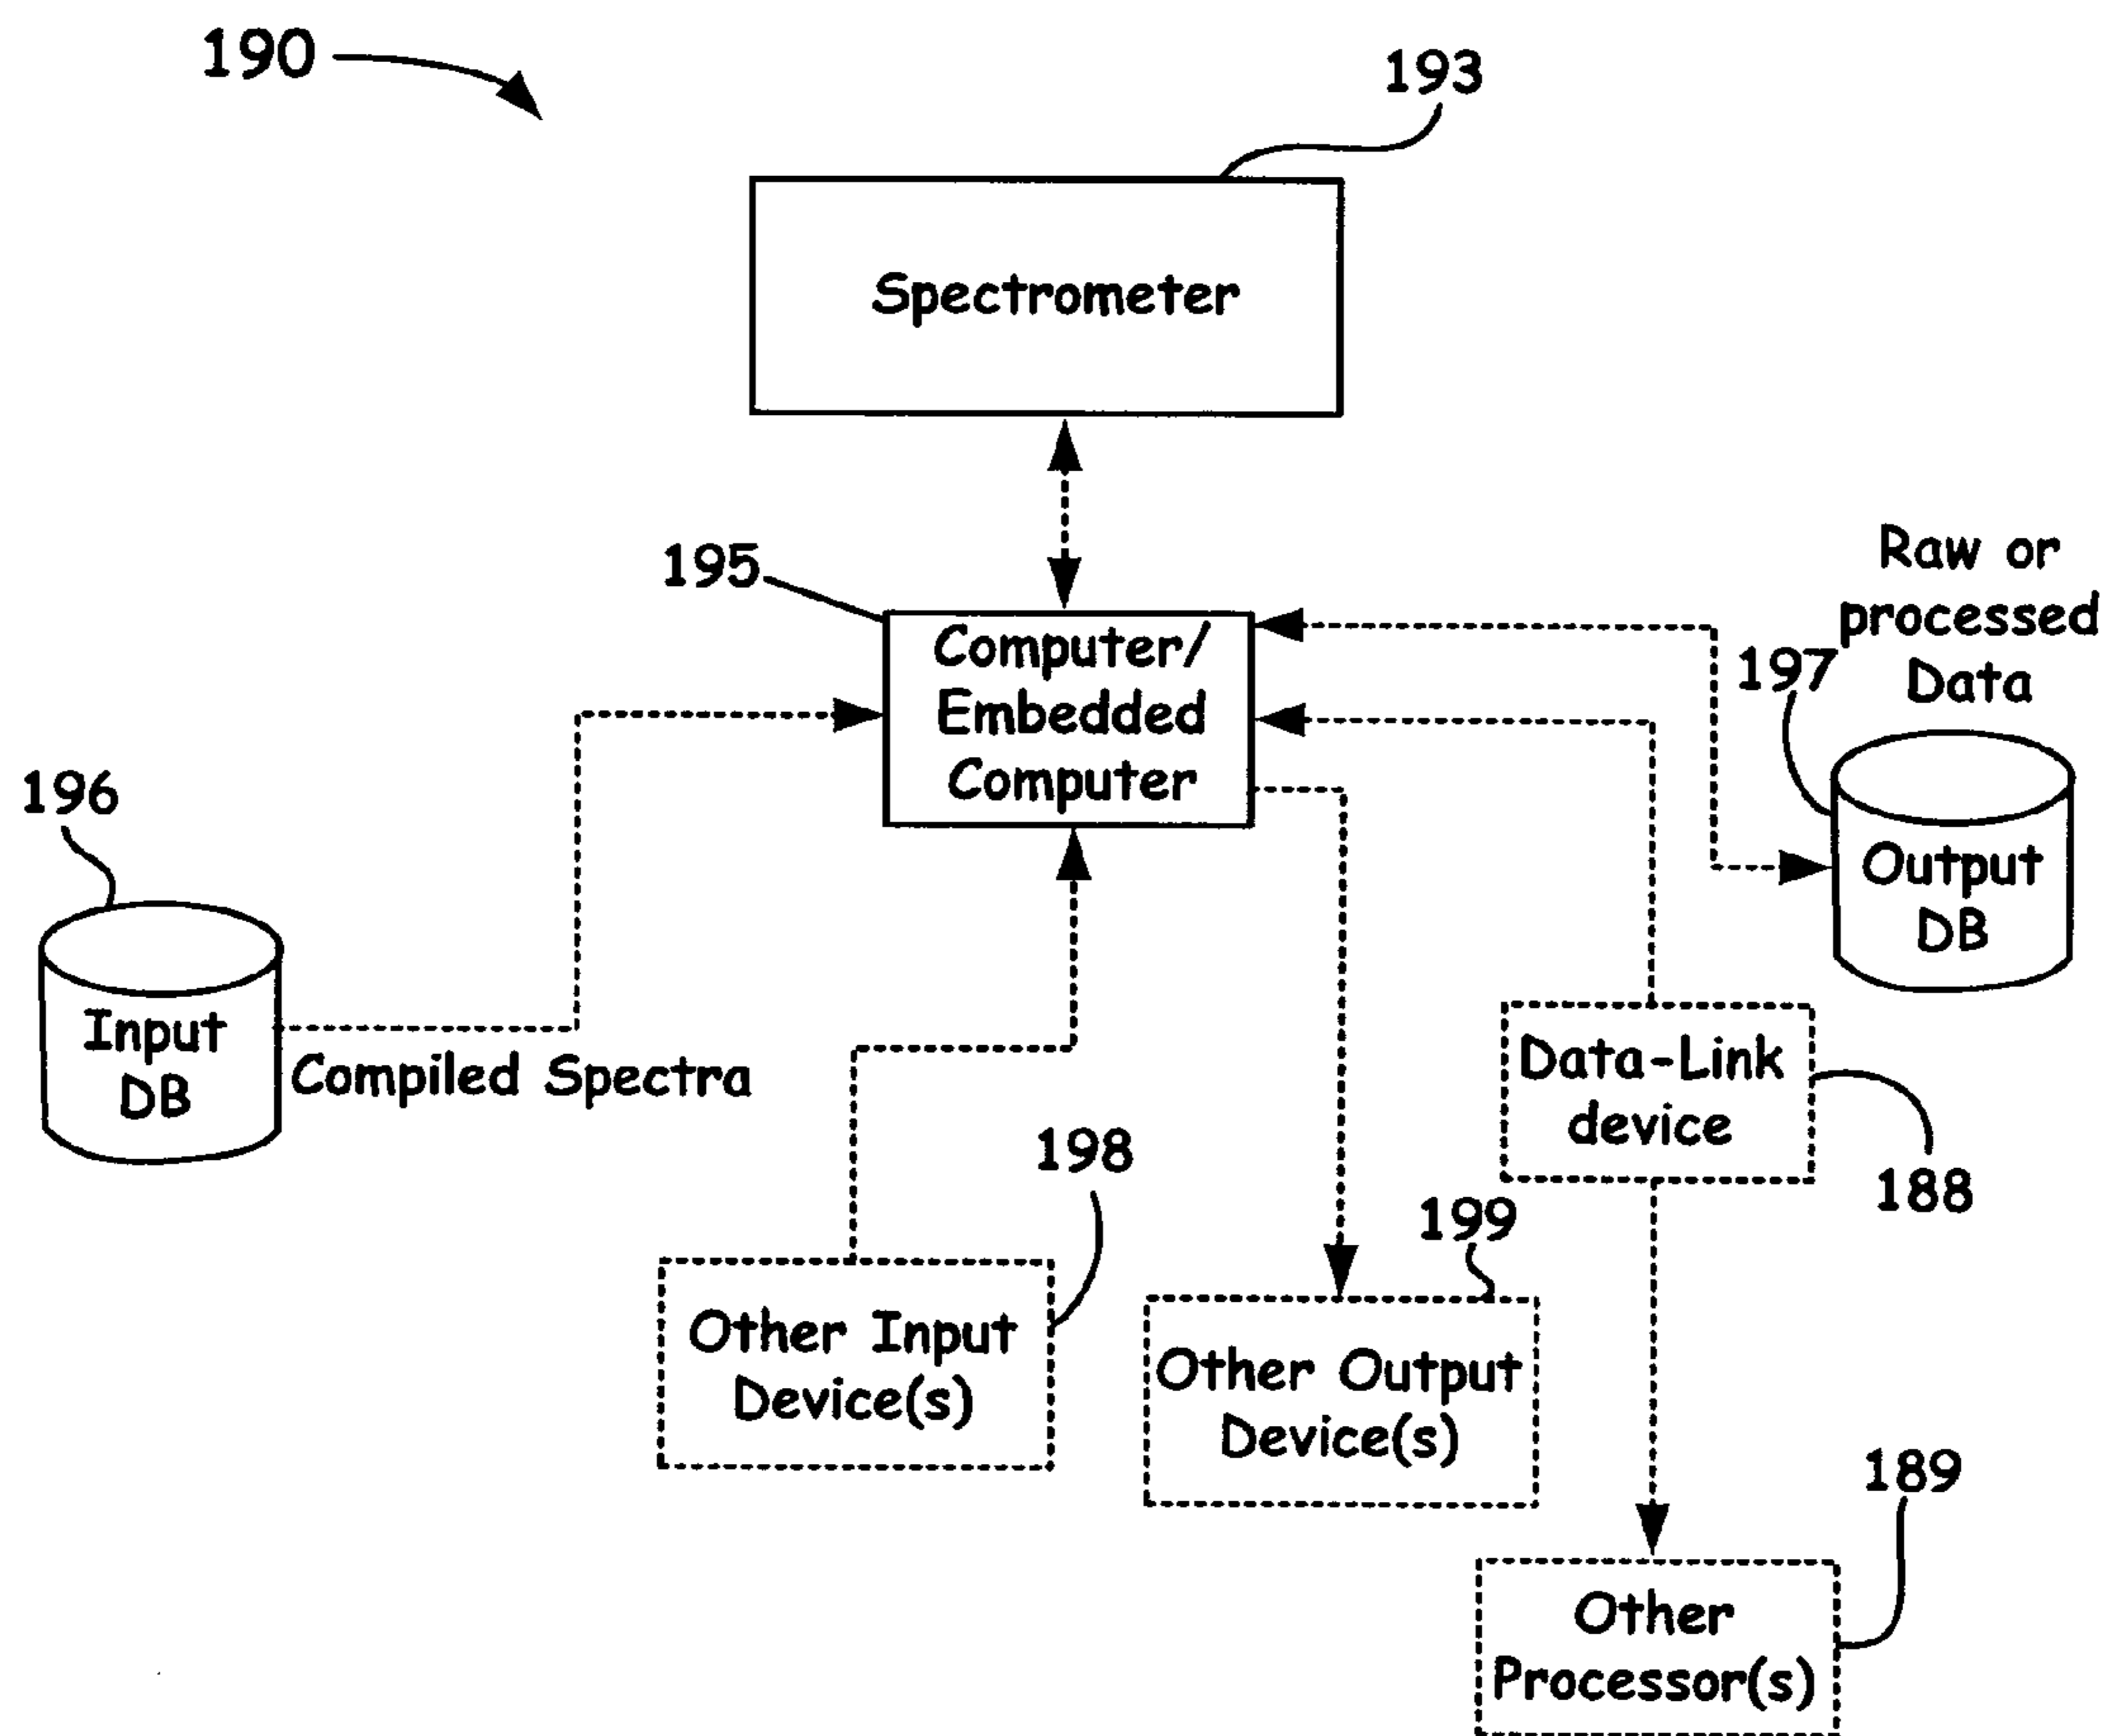 190
193
Spectrometer
195
Computer/
Embedded
Computer
Raw or
processed
Data
197
Output
DB
196
Input
DB
Compiled Spectra
Data-Link
device
188
198
Other Input
Device(s)
199
Other Output
Device(s)
189
Other
Processor(s)